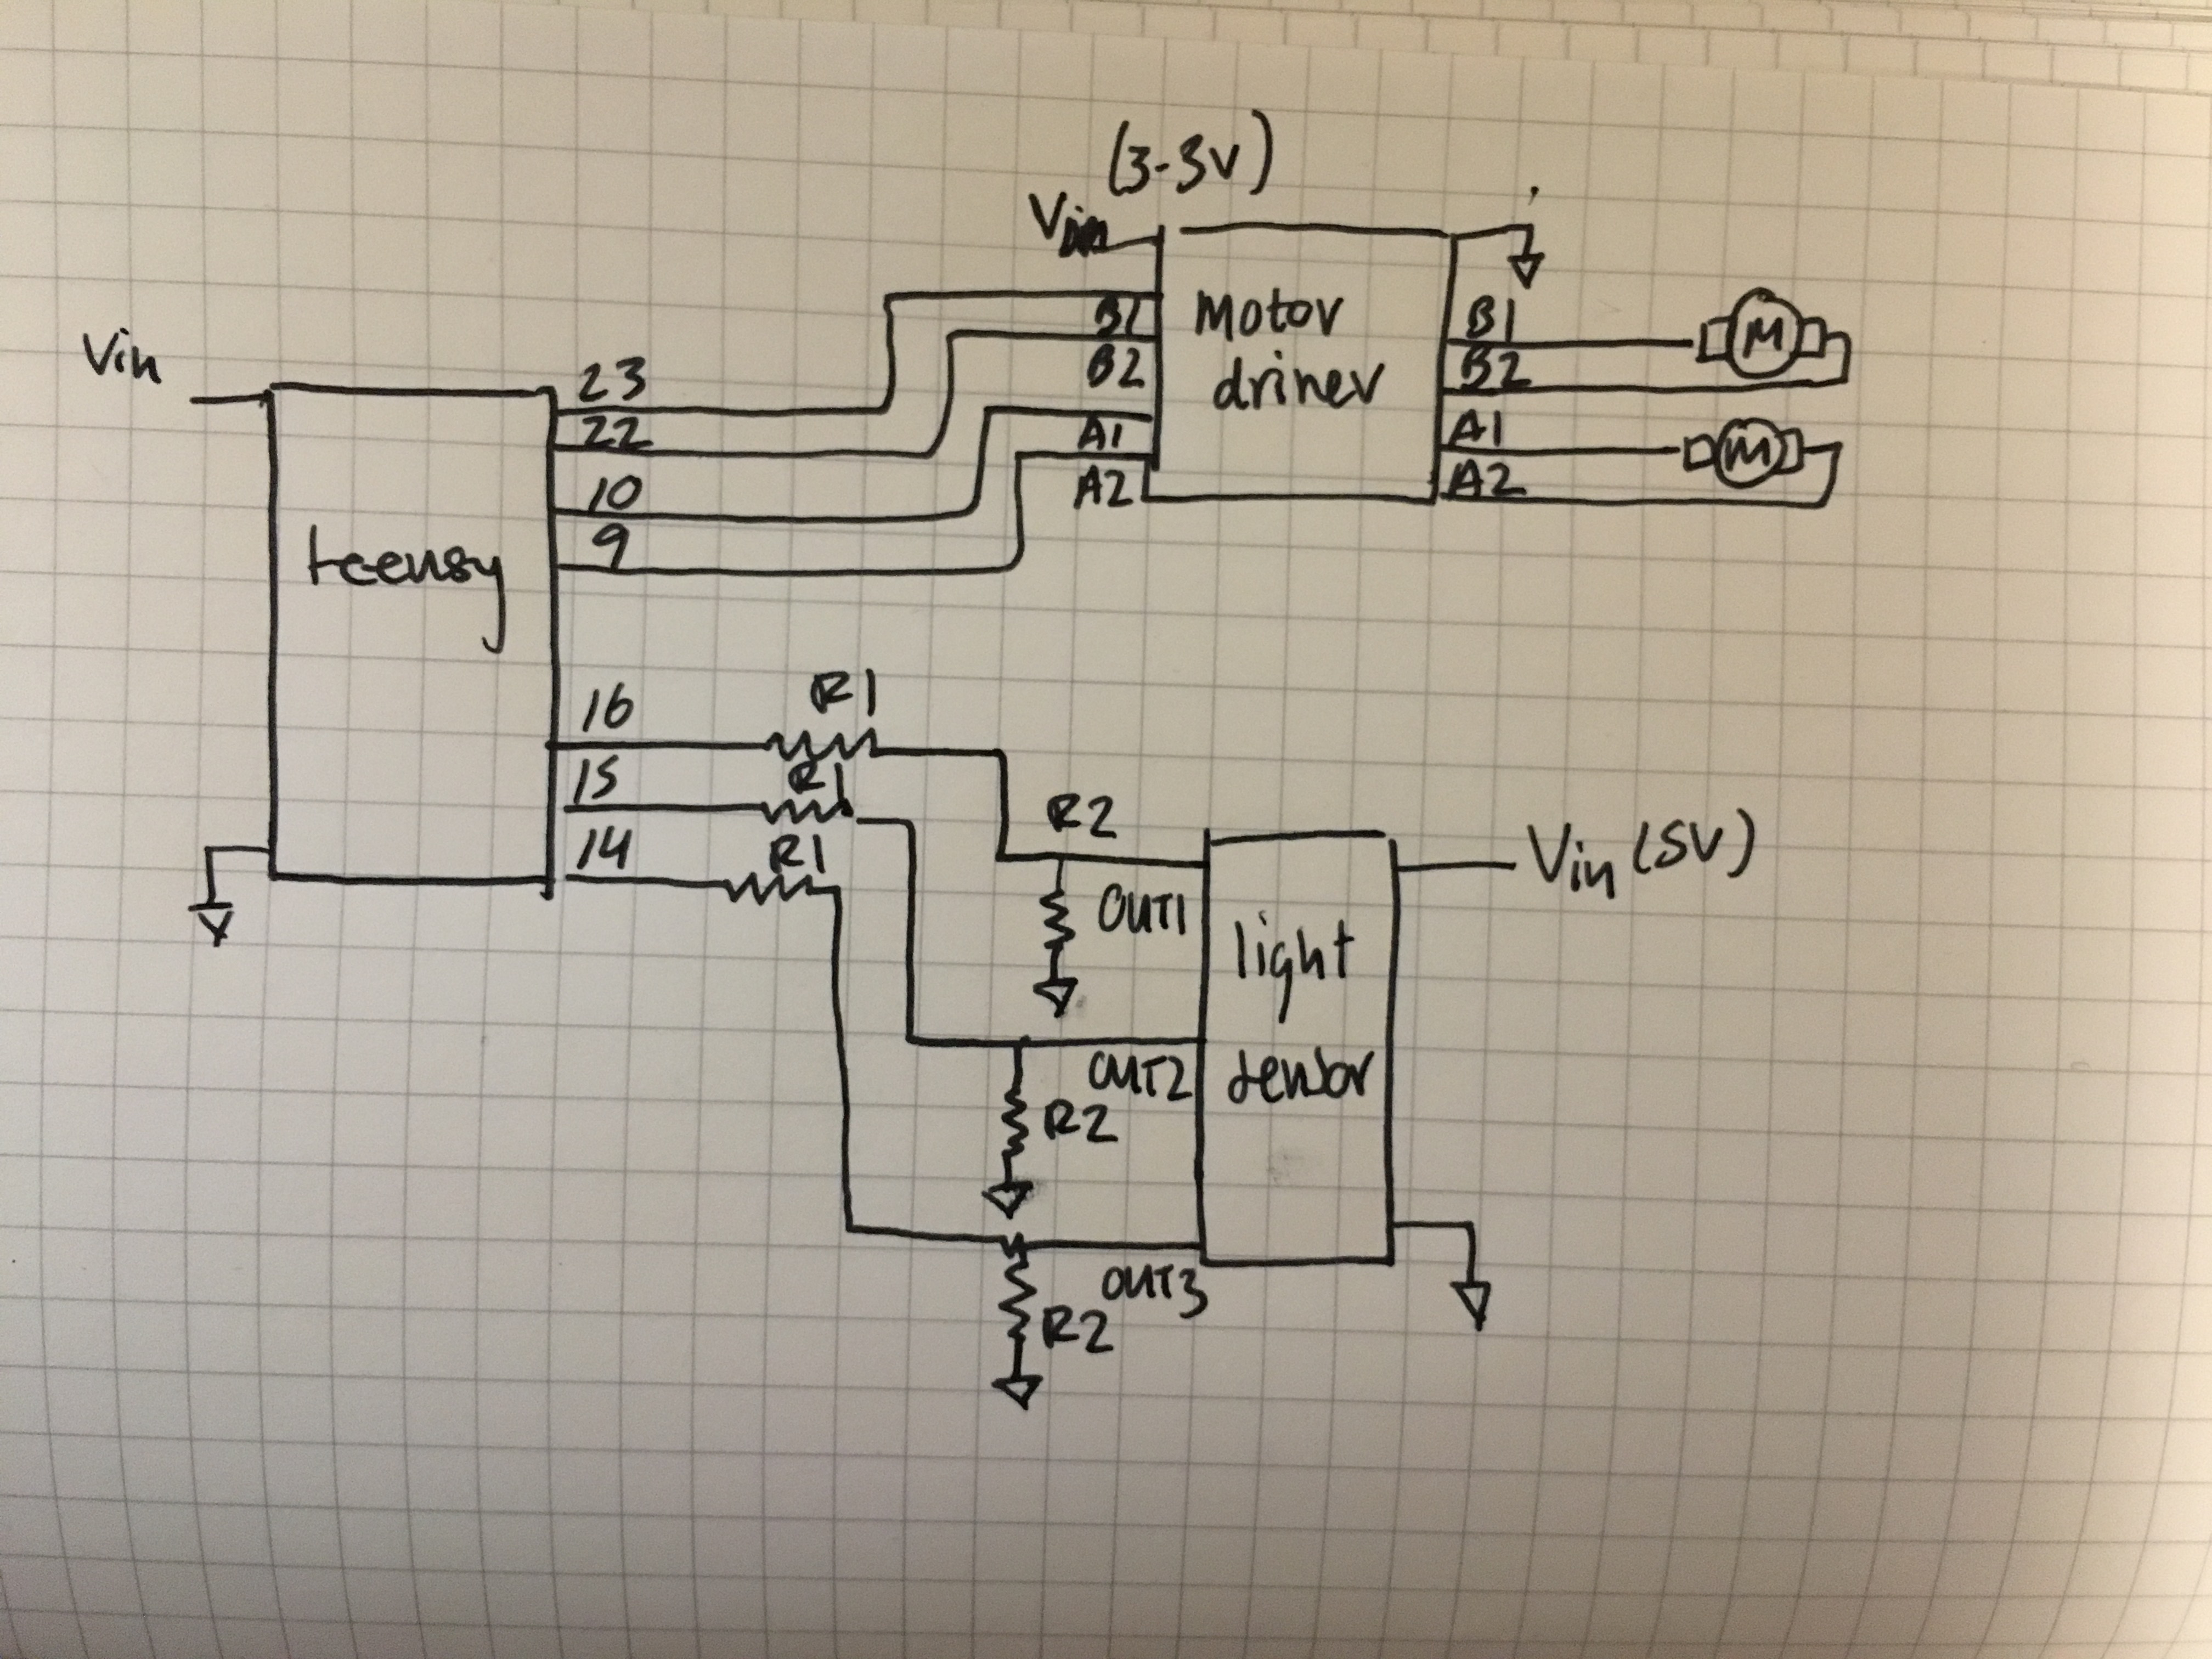 Vin
teensy
23
22
10
9
16
15
14
R1
R1
R1
Vin (3.3v)
B1
B2
A1
A2
Motor
driver
B1
B2
A1
A2
M
M
R2
OUT1
R2
OUT2
R2
OUT3
light
sensor
Vin (5V)